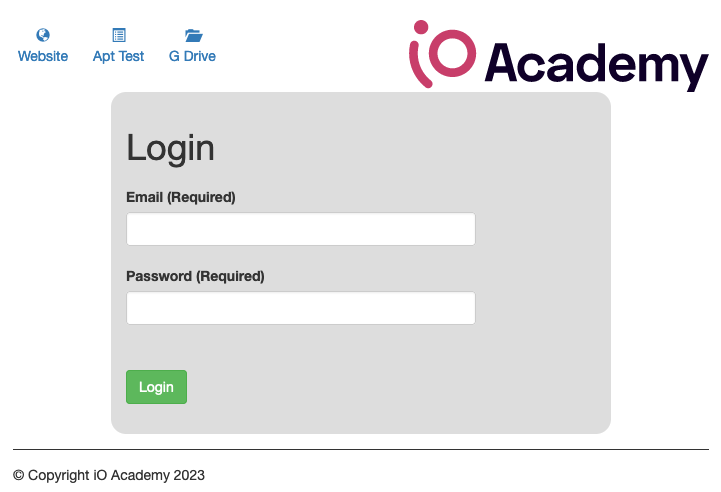 Website Apt Test G Drive
iO Academy
Login
Email (Required)
Password (Required)
Login
© Copyright iO Academy 2023